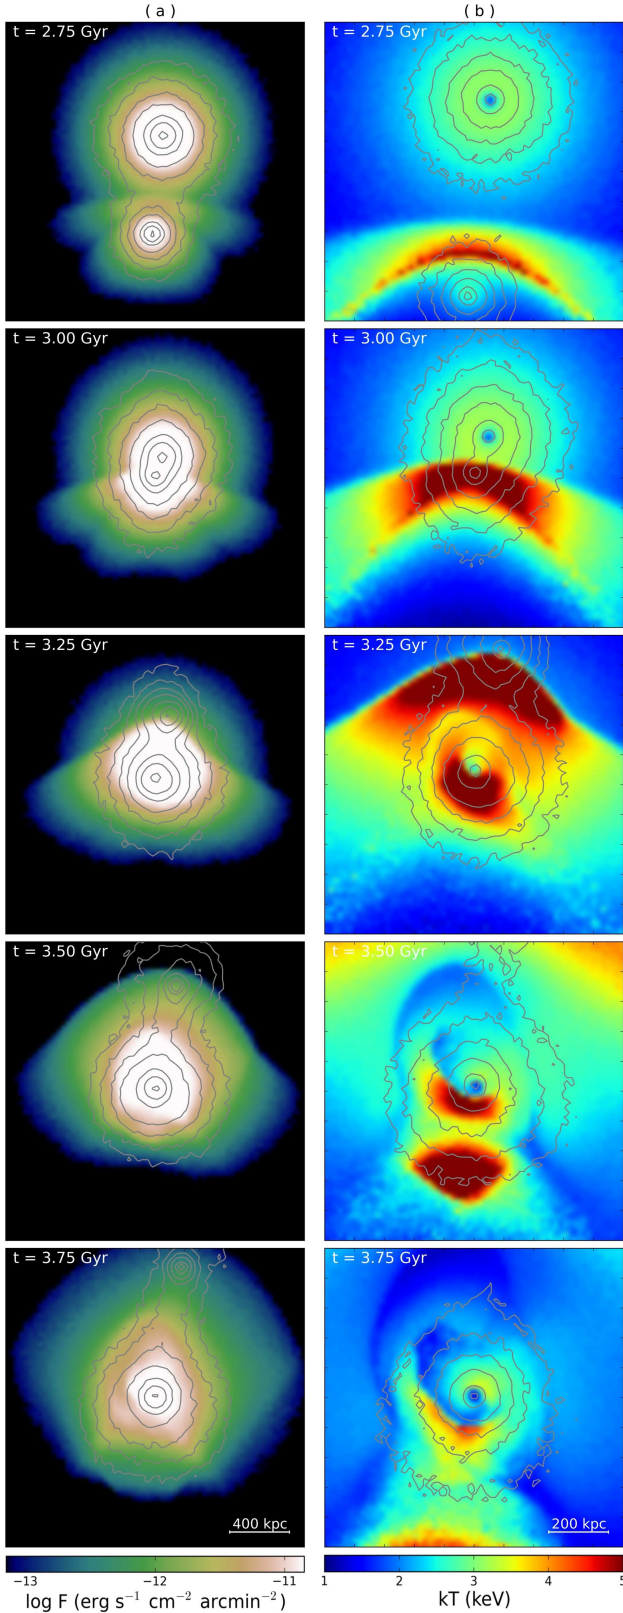 ( a ) ( b )
t = 2.75 Gyr t = 2.75 Gyr
t = 3.00 Gyr t = 3.00 Gyr
t = 3.25 Gyr t = 3.25 Gyr
t = 3.50 Gyr t = 3.50 Gyr
t = 3.75 Gyr t = 3.75 Gyr
400 kpc 200 kpc
−13 −12 −11 1 2 3 4 5
log F (erg s⁻¹ cm⁻² arcmin⁻²) kT (keV)